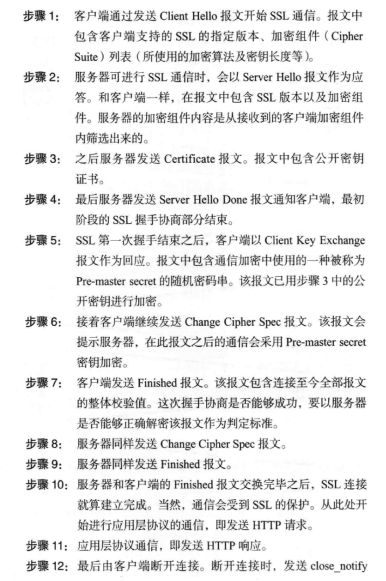 步骤 1： 客户端通过发送 Client Hello 报文开始 SSL 通信。报文中
包含客户端支持的 SSL 的指定版本、加密组件（Cipher
Suite）列表（所使用的加密算法及密钥长度等）。
步骤 2： 服务器可进行 SSL 通信时，会以 Server Hello 报文作为应
答。和客户端一样，在报文中包含 SSL 版本以及加密组
件。服务器的加密组件内容是从接收到的客户端加密组件
内筛选出来的。
步骤 3： 之后服务器发送 Certificate 报文。报文中包含公开密钥
证书。
步骤 4： 最后服务器发送 Server Hello Done 报文通知客户端，最初
阶段的 SSL 握手协商部分结束。
步骤 5： SSL 第一次握手结束之后，客户端以 Client Key Exchange
报文作为回应。报文中包含通信加密中使用的一种被称为
Pre-master secret 的随机密码串。该报文已用步骤 3 中的公
开密钥进行加密。
步骤 6： 接着客户端继续发送 Change Cipher Spec 报文。该报文会
提示服务器，在此报文之后的通信会采用 Pre-master secret
密钥加密。
步骤 7： 客户端发送 Finished 报文。该报文包含连接至今全部报文
的整体校验值。这次握手协商是否能够成功，要以服务器
是否能够正确解密该报文作为判定标准。
步骤 8： 服务器同样发送 Change Cipher Spec 报文。
步骤 9： 服务器同样发送 Finished 报文。
步骤 10： 服务器和客户端的 Finished 报文交换完毕之后，SSL 连接
就算建立完成。当然，通信会受到 SSL 的保护。从此处开
始进行应用层协议的通信，即发送 HTTP 请求。
步骤 11： 应用层协议通信，即发送 HTTP 响应。
步骤 12： 最后由客户端断开连接。断开连接时，发送 close_notify